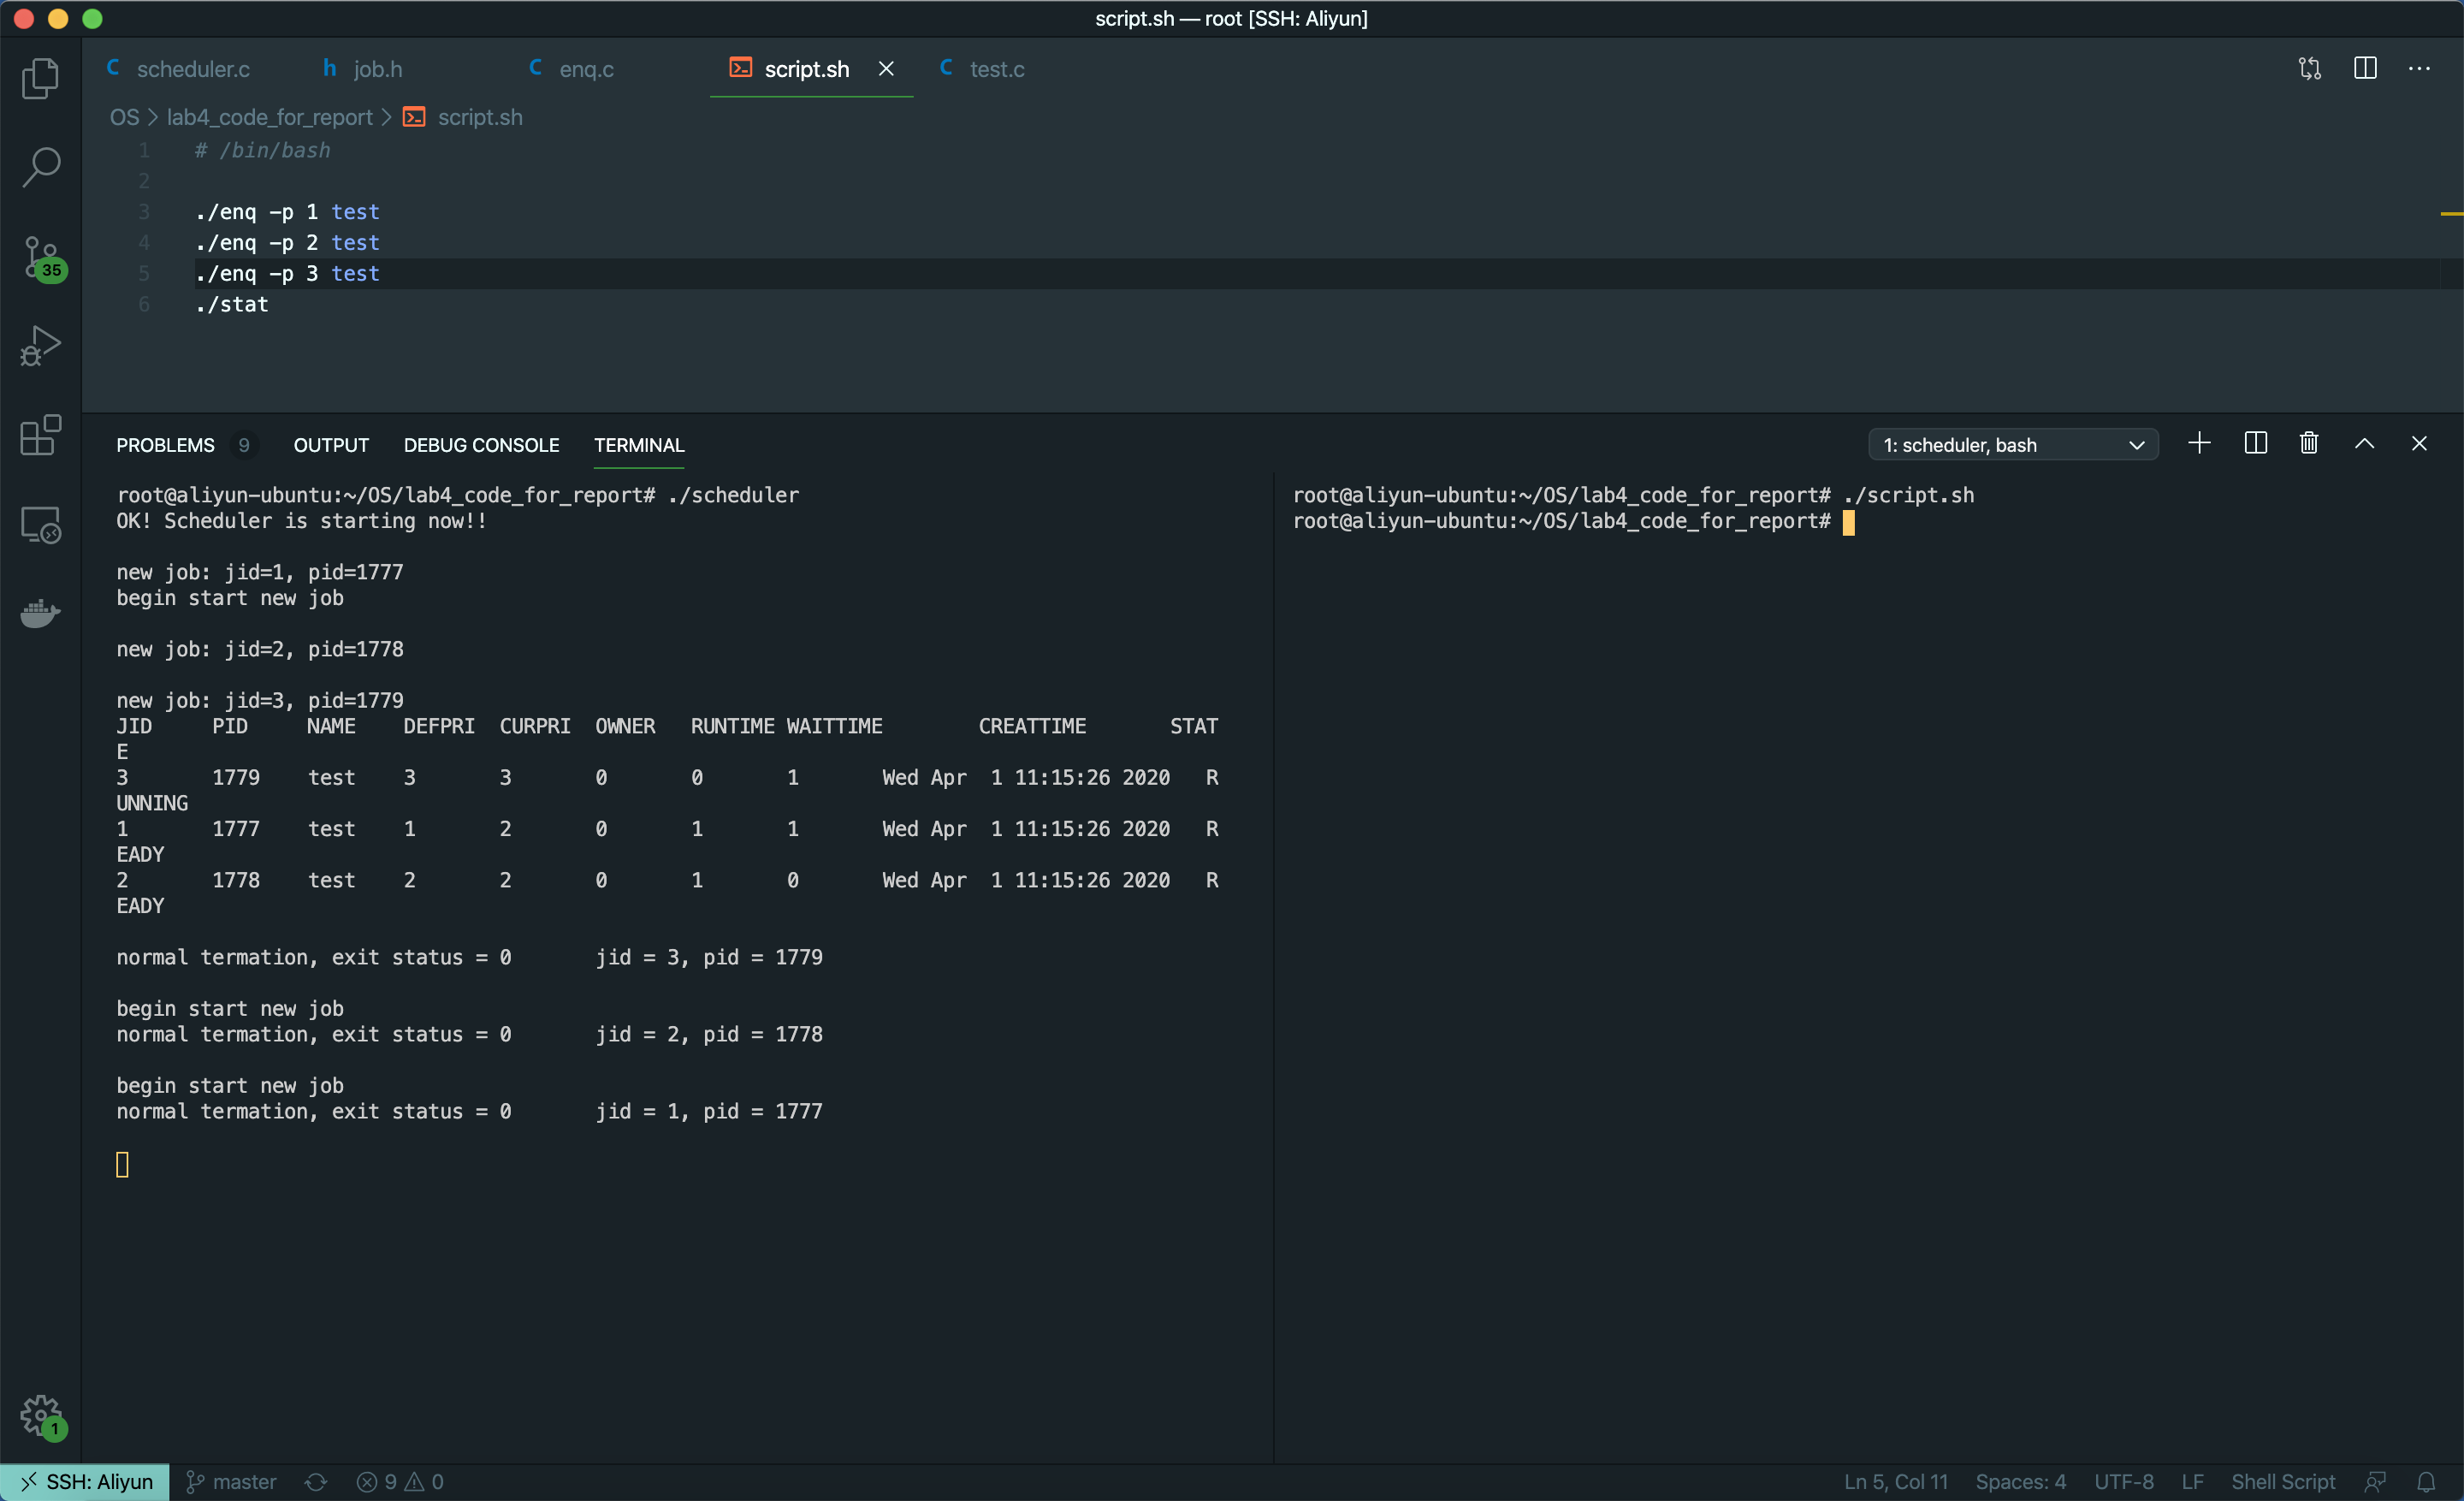 script.sh — root [SSH: Aliyun]
scheduler.c job.h enq.c script.sh test.c
OS > lab4_code_for_report > script.sh
1 # /bin/bash
2
3 ./enq -p 1 test
4 ./enq -p 2 test
5 ./enq -p 3 test
6 ./stat
35
PROBLEMS 9 OUTPUT DEBUG CONSOLE TERMINAL 1: scheduler, bash
root@aliyun-ubuntu:~/OS/lab4_code_for_report# ./scheduler
OK! Scheduler is starting now!!
new job: jid=1, pid=1777
begin start new job
new job: jid=2, pid=1778
new job: jid=3, pid=1779
JID PID NAME DEFPRI CURPRI OWNER RUNTIME WAITTIME CREATTIME STAT
E
3 1779 test 3 3 0 0 1 Wed Apr 1 11:15:26 2020 R
UNNING
1 1777 test 1 2 0 1 1 Wed Apr 1 11:15:26 2020 R
EADY
2 1778 test 2 2 0 1 0 Wed Apr 1 11:15:26 2020 R
EADY
normal termation, exit status = 0 jid = 3, pid = 1779
begin start new job
normal termation, exit status = 0 jid = 2, pid = 1778
begin start new job
normal termation, exit status = 0 jid = 1, pid = 1777
root@aliyun-ubuntu:~/OS/lab4_code_for_report# ./script.sh
root@aliyun-ubuntu:~/OS/lab4_code_for_report#
1
SSH: Aliyun master 9 0 Ln 5, Col 11 Spaces: 4 UTF-8 LF Shell Script